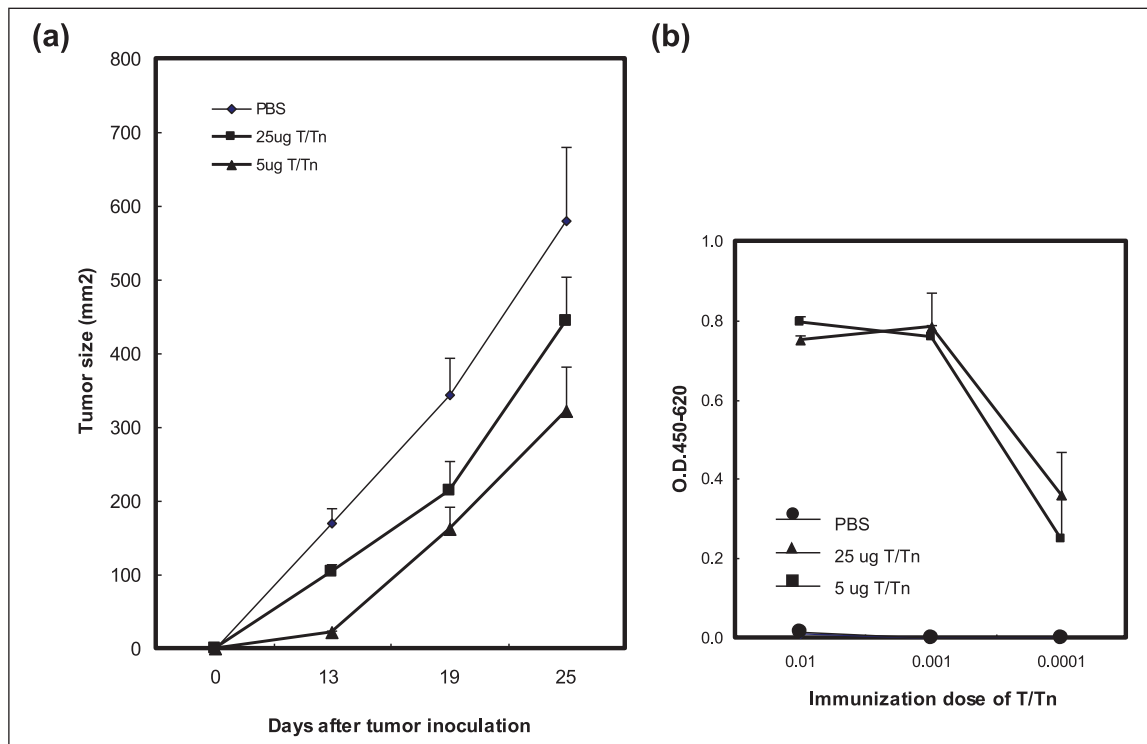 (a)
800
700
600
500
400
300
200
100
0
Tumor size (mm2)
PBS
25ug T/Tn
5ug T/Tn
0 13 19 25
Days after tumor inoculation
(b)
1.0
0.8
0.6
0.4
0.2
0.0
O.D.450-620
PBS
25 ug T/Tn
5 ug T/Tn
0.01 0.001 0.0001
Immunization dose of T/Tn